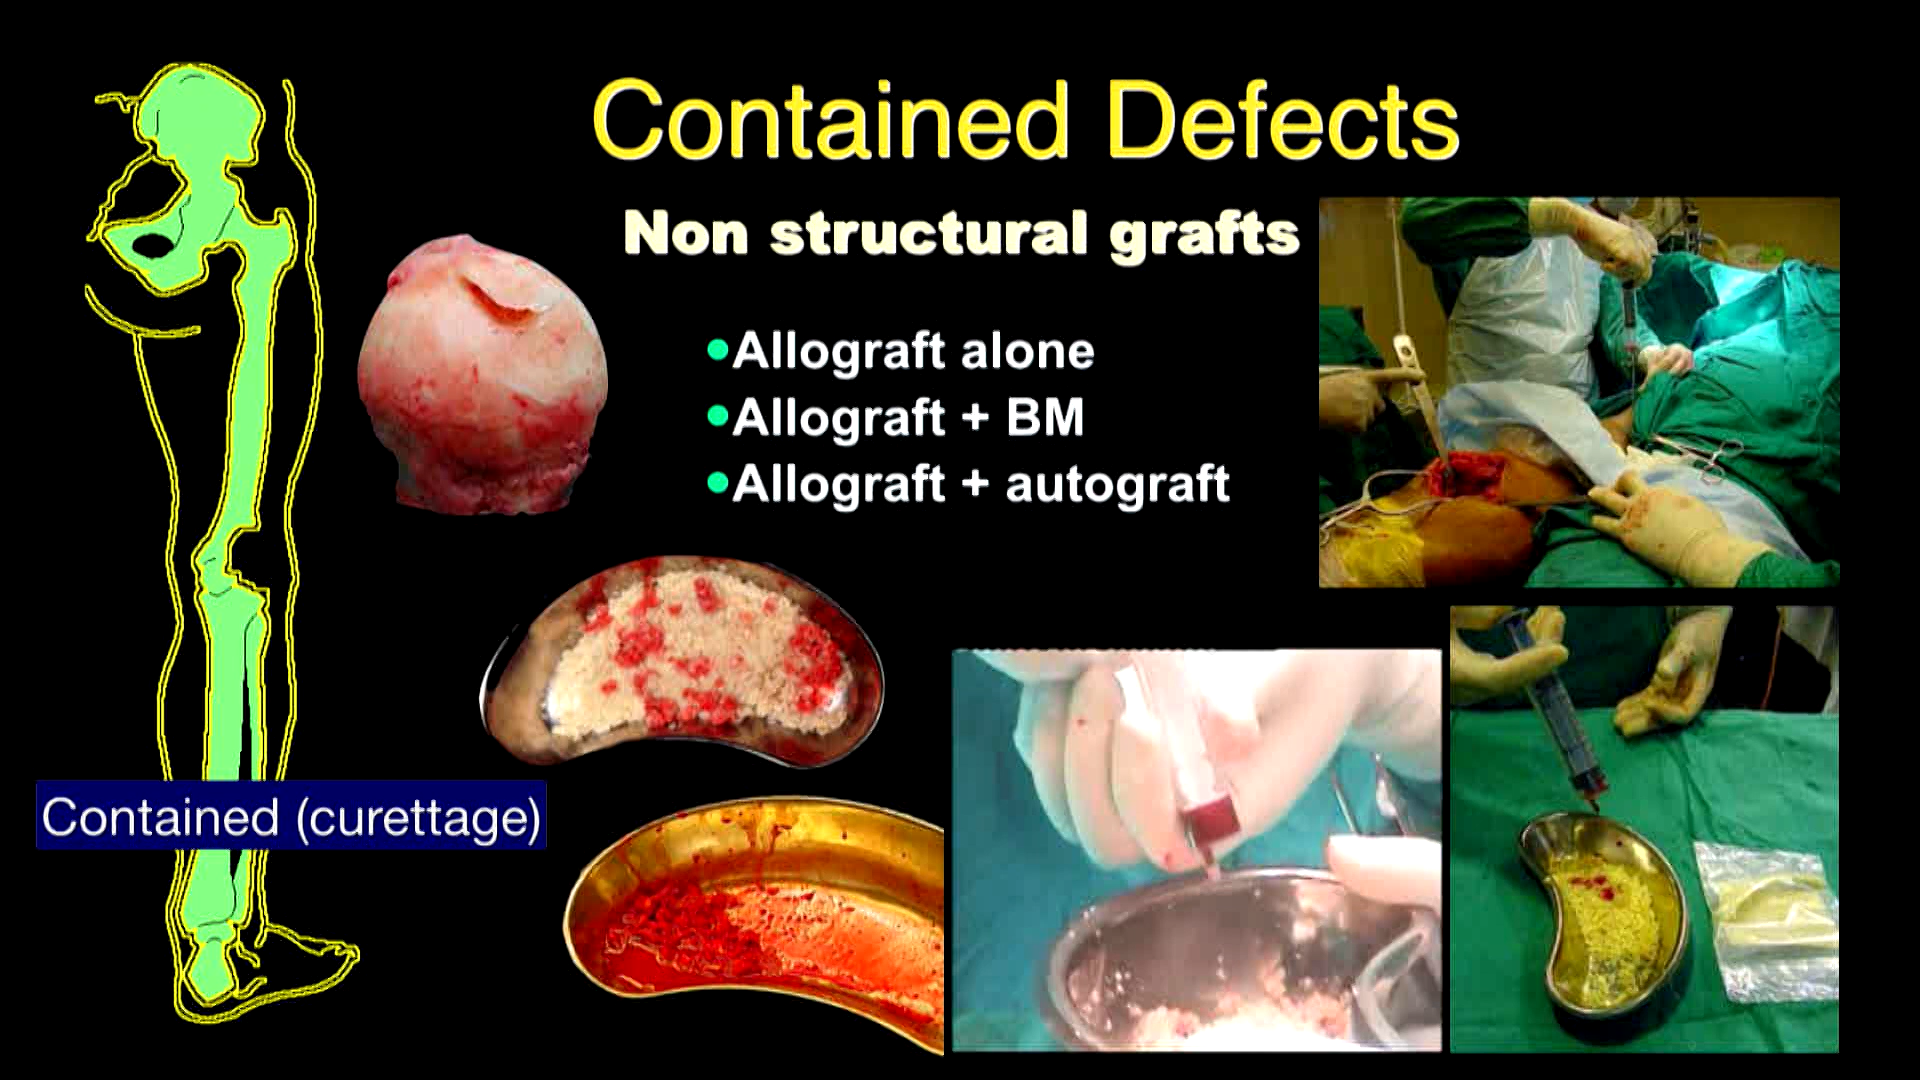 Contained Defects
Non structural grafts
•Allograft alone
•Allograft + BM
•Allograft + autograft
Contained (curettage)